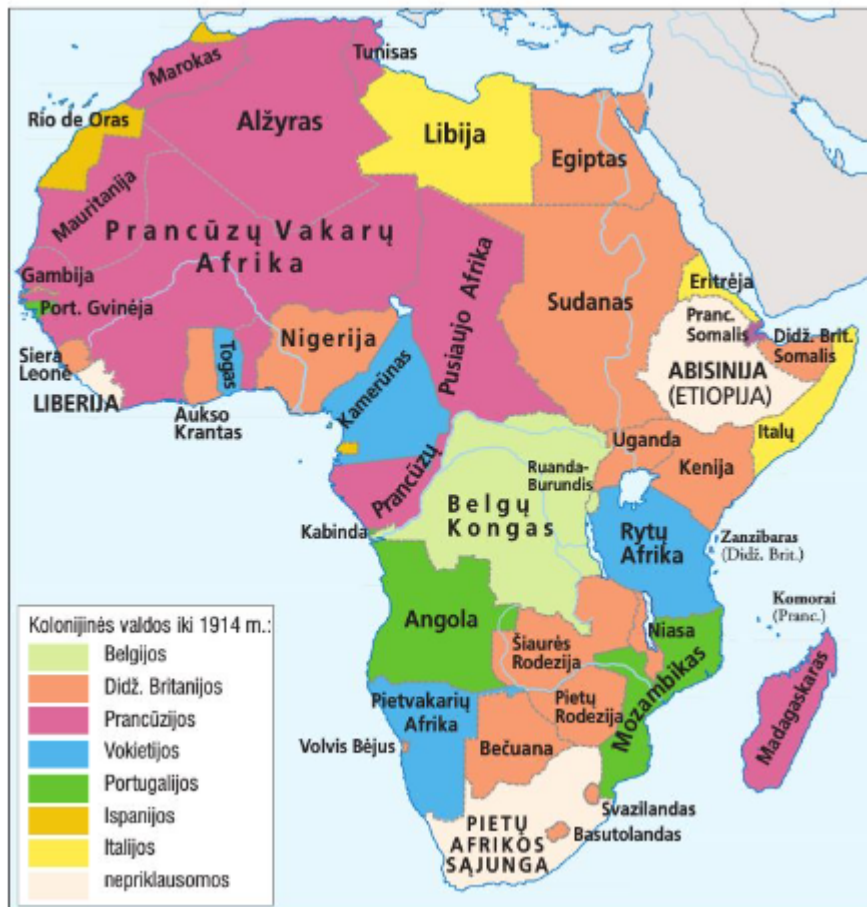 Marokas
Tunisas
Rio de Oras
Alžyras
Libija
Egiptas
Mauritanija
Prancūzų Vakarų
Afrika
Pusiaujo Afrika
Sudanas
Eritrėja
Gambija
Port. Gvinėja
Pranc.
Somalis
Didž. Brit.
Somalis
Siera
Leonė
LIBERIJA
Togas
Nigerija
Kamerūnas
ABISINIJA
(ETIOPIJA)
Aukso
Krantas
Italų
Uganda
Kenija
Prancūzų
Ruanda-
Burundis
Belgų
Kongas
Kabinda
Rytų
Afrika
Zanzibaras
(Didž. Brit.)
Komorai
(Pranc.)
Angola
Niasa
Šiaurės
Rodezija
Mozambikas
Madagaskaras
Pietvakarių
Afrika
Pietų
Rodezija
Volvis Bėjus
Bečuana
Svazilandas
Basutolandas
PIETŲ
AFRIKOS
SĄJUNGA
Kolonijinės valdos iki 1914 m.:
Belgijos
Didž. Britanijos
Prancūzijos
Vokietijos
Portugalijos
Ispanijos
Italijos
nepriklausomos